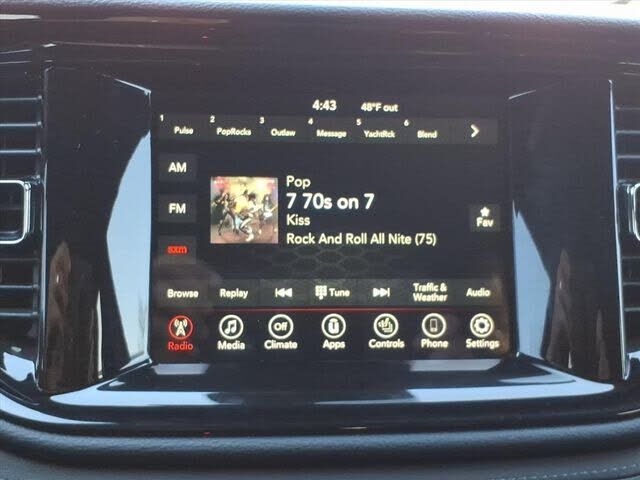 4:43 48°F out
1 Pulse 2 PopRocks 3 Outlaw 4 Message 5 YachtRck 6 Blend
AM
FM
sxm
Pop
7 70s on 7
Kiss
Rock And Roll All Nite (75)
Fav
Browse Replay Tune Traffic & Weather Audio
Radio Media Off Climate Apps Controls Phone Settings